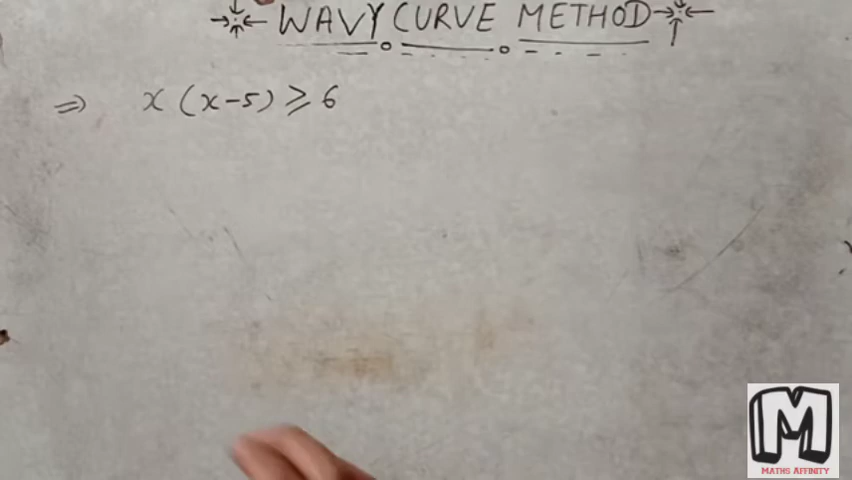 WAVY CURVE METHOD
⇒ x (x-5) ≥ 6
M
MATHS AFFINITY